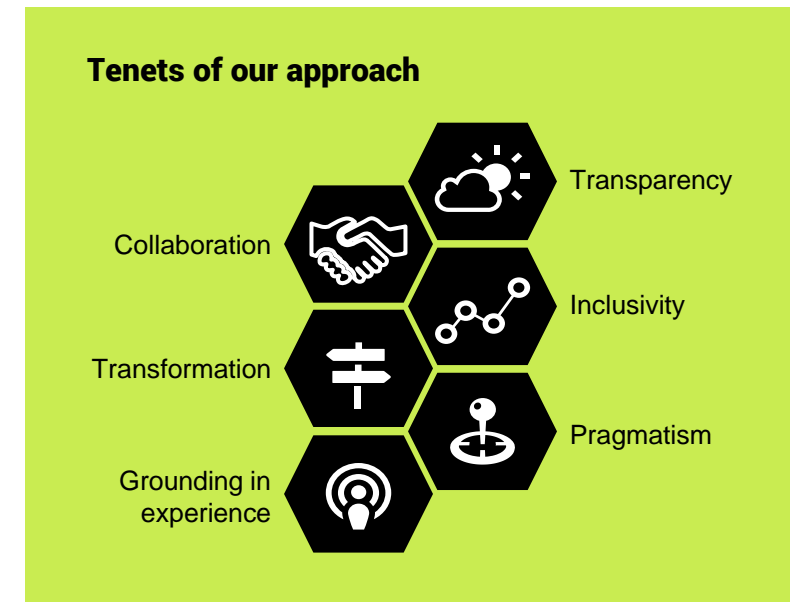 Tenets of our approach
Transparency
Collaboration
Inclusivity
Transformation
Pragmatism
Grounding in
experience